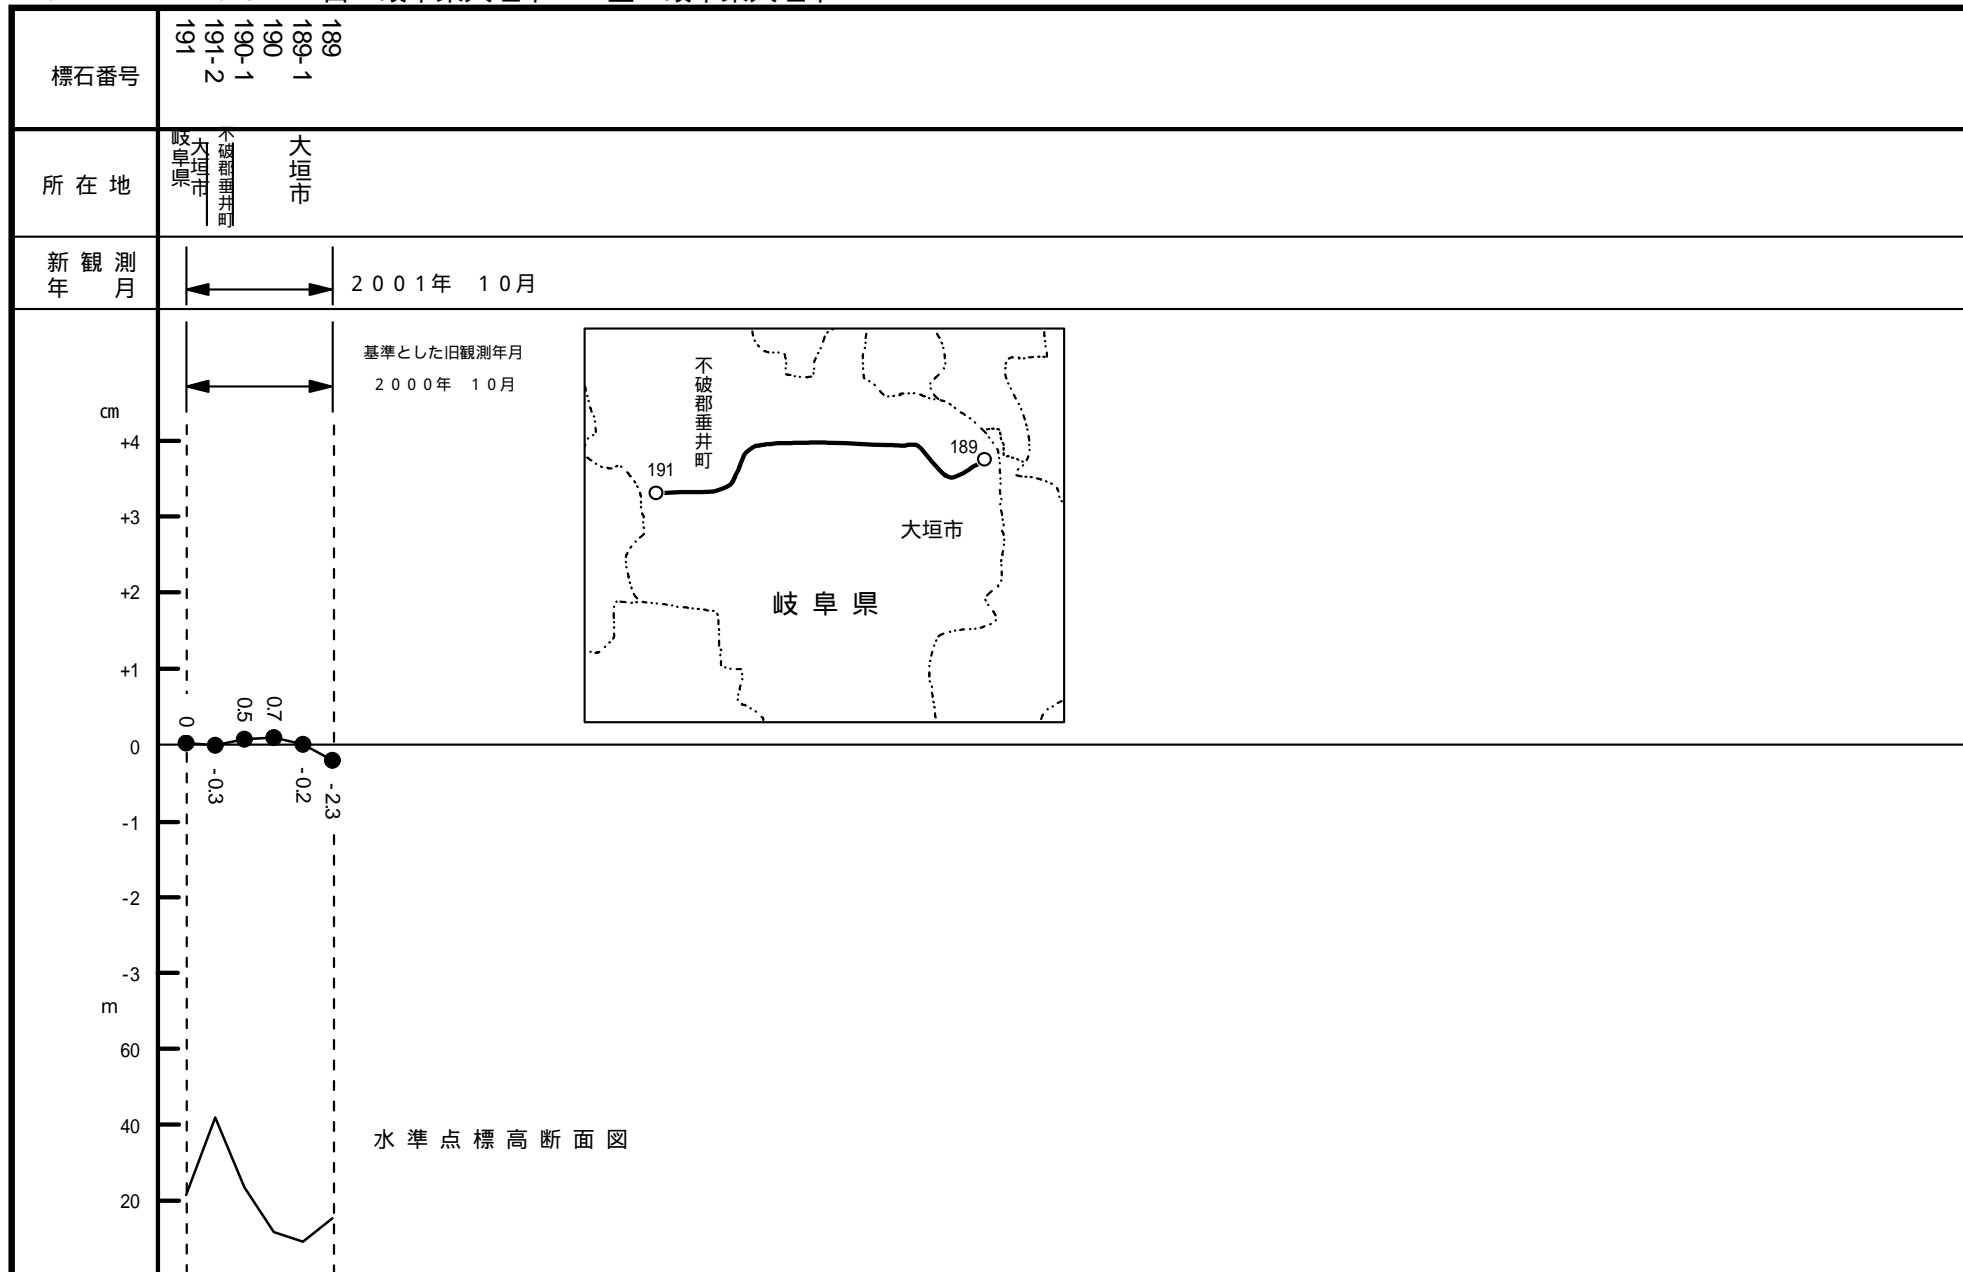 標石番号
191
191-2
190-1
190
189-1
189
所在地
岐阜県
大垣市
不破郡垂井町
大垣市
新観測
年月
2001年 10月
基準とした旧観測年月
2000年 10月
cm
+4
+3
+2
+1
0
-1
-2
-3
0
-0.3
0.5
0.7
-0.2
-2.3
不破郡垂井町
191
189
大垣市
岐阜県
m
60
40
20
水準点標高断面図